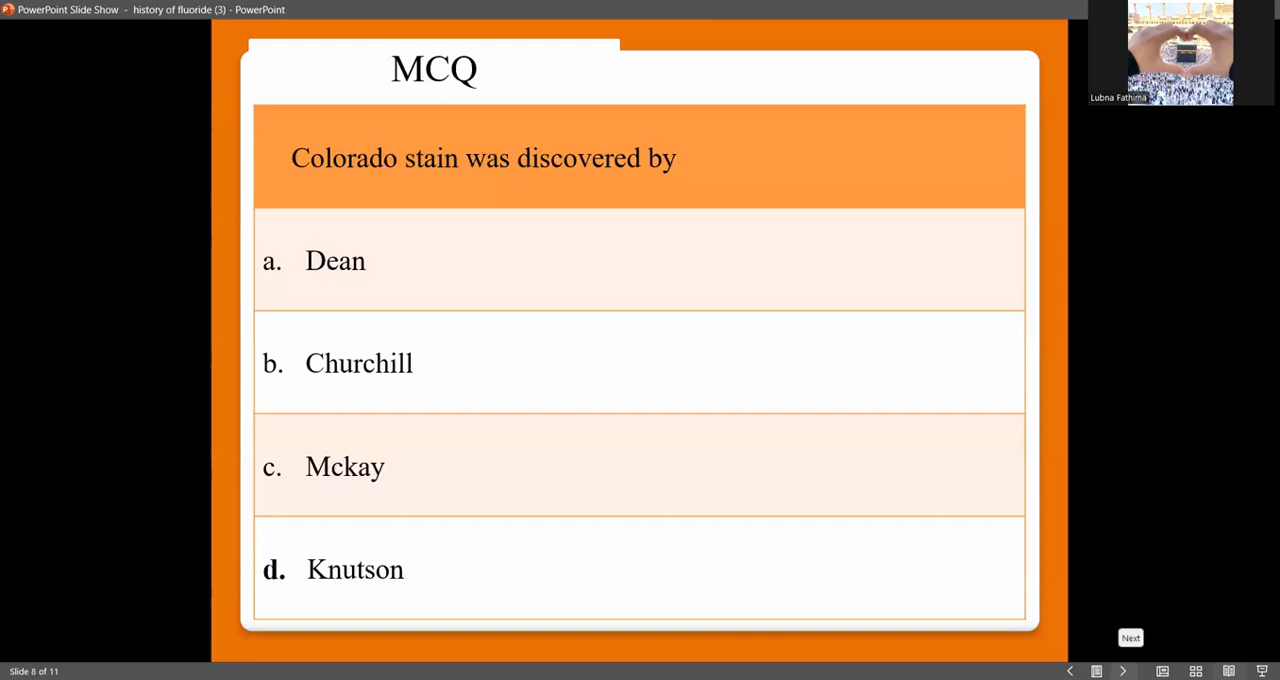 PowerPoint Slide Show - history of fluoride (3) - PowerPoint
Lubna Fathima
MCQ
Colorado stain was discovered by
a. Dean
b. Churchill
c. Mckay
d. Knutson
Next
Slide 8 of 11